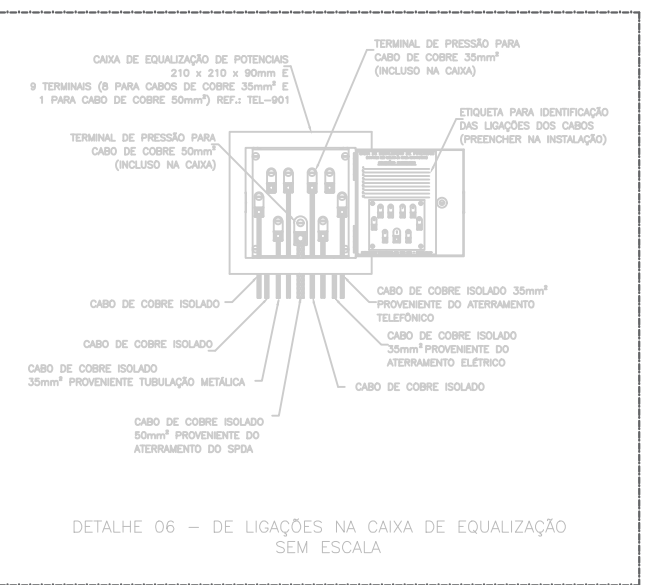 CAIXA DE EQUALIZAÇÃO DE POTENCIAIS
210 x 210 x 90mm E
9 TERMINAIS (8 PARA CABOS DE COBRE 35mm² E
1 PARA CABO DE COBRE 50mm²) REF.: TEL-901
TERMINAL DE PRESSÃO PARA
CABO DE COBRE 35mm²
(INCLUSO NA CAIXA)
ETIQUETA PARA IDENTIFICAÇÃO
DAS LIGAÇÕES DOS CABOS
(PREENCHER NA INSTALAÇÃO)
TERMINAL DE PRESSÃO PARA
CABO DE COBRE 50mm²
(INCLUSO NA CAIXA)
CABO DE COBRE ISOLADO
CABO DE COBRE ISOLADO 35mm²
PROVENIENTE DO ATERRAMENTO
TELEFÔNICO
CABO DE COBRE ISOLADO
CABO DE COBRE ISOLADO
35mm² PROVENIENTE DO
ATERRAMENTO ELÉTRICO
CABO DE COBRE ISOLADO
35mm² PROVENIENTE TUBULAÇÃO METÁLICA
CABO DE COBRE ISOLADO
CABO DE COBRE ISOLADO
50mm² PROVENIENTE DO
ATERRAMENTO DO SPDA
DETALHE 06 – DE LIGAÇÕES NA CAIXA DE EQUALIZAÇÃO
SEM ESCALA